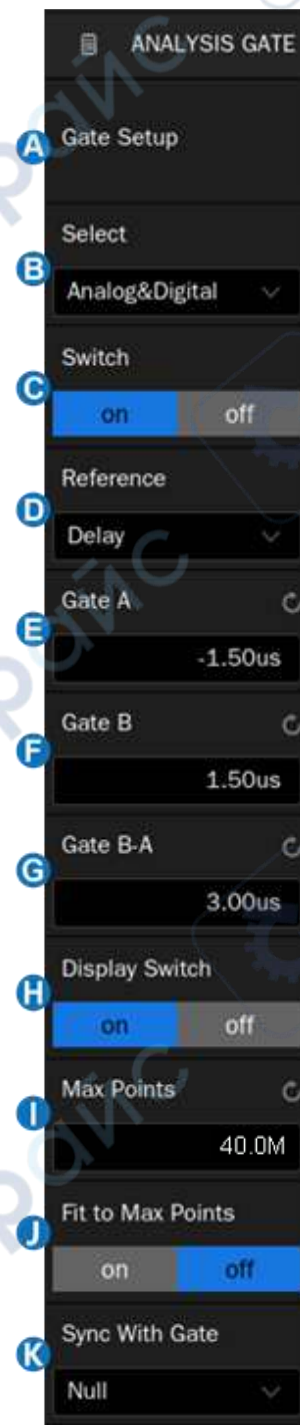 ANALYSIS GATE
A Gate Setup
Select
B
Analog&Digital
Switch
C
on off
Reference
D
Delay
Gate A
E
-1.50us
Gate B
F
1.50us
Gate B-A
G
3.00us
Display Switch
H
on off
Max Points
I
40.0M
Fit to Max Points
J
on off
Sync With Gate
K
Null